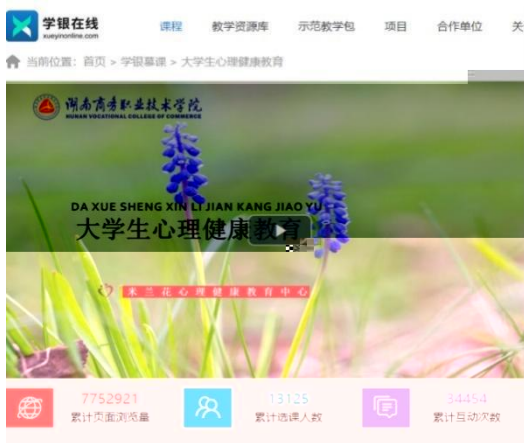 学银在线
xueyinonline.com
课程 教学资源库 示范教学包 项目 合作单位 关
当前位置：首页 > 学银慕课 > 大学生心理健康教育
湖南商务职业技术学院
HUNAN VOCATIONAL COLLEGE OF COMMERCE
DA XUE SHENG XIN LI JIAN KANG JIAO YU
大学生心理健康教育
米兰花心理健康教育中心
7752921 13125 34454
累计页面浏览量 累计选课人数 累计互动次数